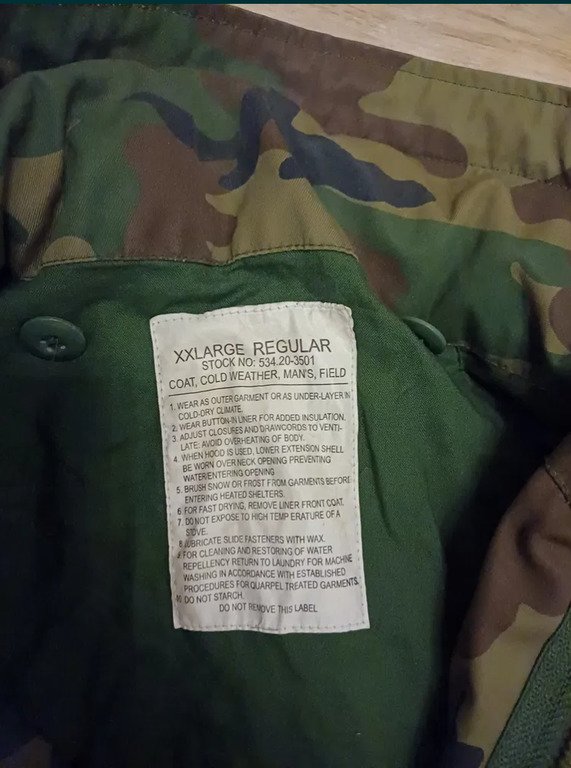 XXLARGE REGULAR
STOCK NO: 534.20-3501
COAT, COLD WEATHER, MAN'S, FIELD
1. WEAR AS OUTER GARMENT OR AS UNDER-LAYER IN
COLD-DRY CLIMATE.
2. WEAR BUTTON-IN LINER FOR ADDED INSULATION.
3. ADJUST CLOSURES AND DRAWCORDS TO VENTI-
LATE. AVOID OVERHEATING OF BODY.
4. WHEN HOOD IS USED, LOWER EXTENSION SHELL
BE WORN OVER NECK OPENING PREVENTING
WATER/ENTERING OPENING
5. BRUSH SNOW OR FROST FROM GARMENTS BEFORE
ENTERING HEATED SHELTERS.
6. FOR FAST DRYING, REMOVE LINER FRONT COAT.
7. DO NOT EXPOSE TO HIGH TEMP ERATURE OF A
STOVE.
8. LUBRICATE SLIDE FASTENERS WITH WAX.
9. FOR CLEANING AND RESTORING OF WATER
REPELLENCY RETURN TO LAUNDRY FOR MACHINE
WASHING IN ACCORDANCE WITH ESTABLISHED
PROCEDURES FOR QUARPEL TREATED GARMENTS.
10. DO NOT STARCH.
DO NOT REMOVE THIS LABEL